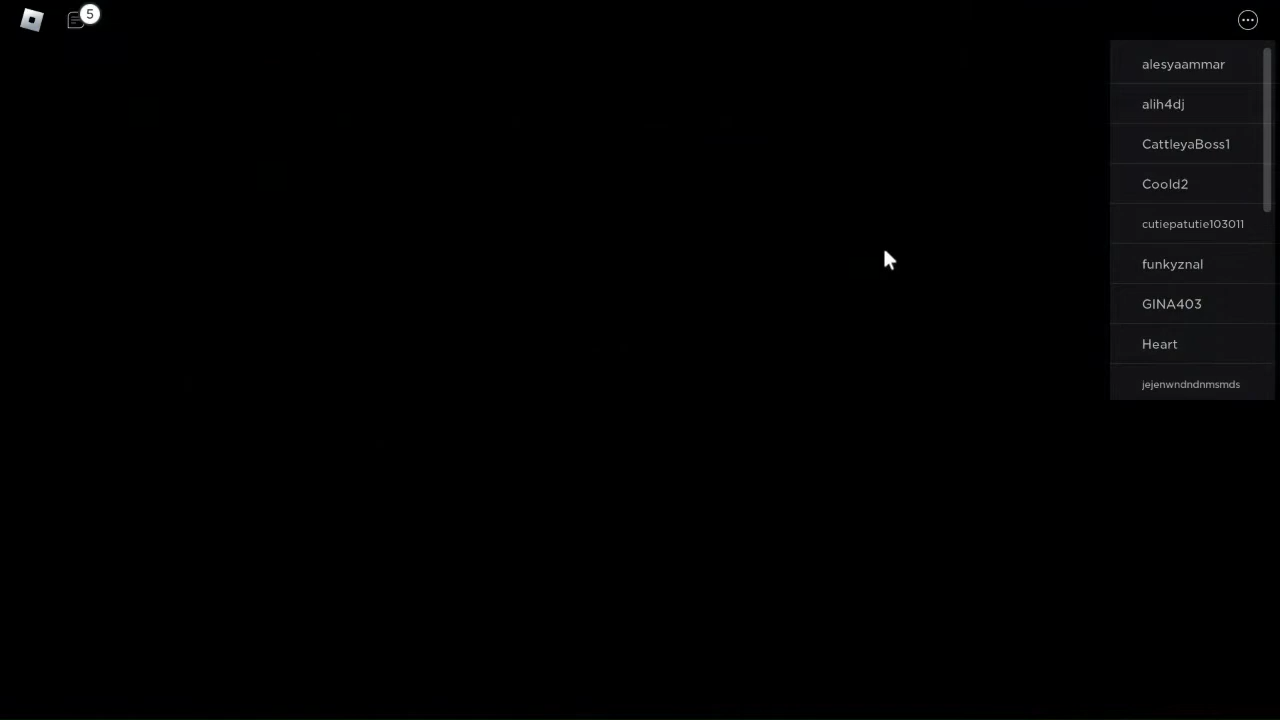 5
alesyaammar
alih4dj
CattleyaBoss1
Coold2
cutiepatutie103011
funkyznal
GINA403
Heart
jejenwndndnmsmds